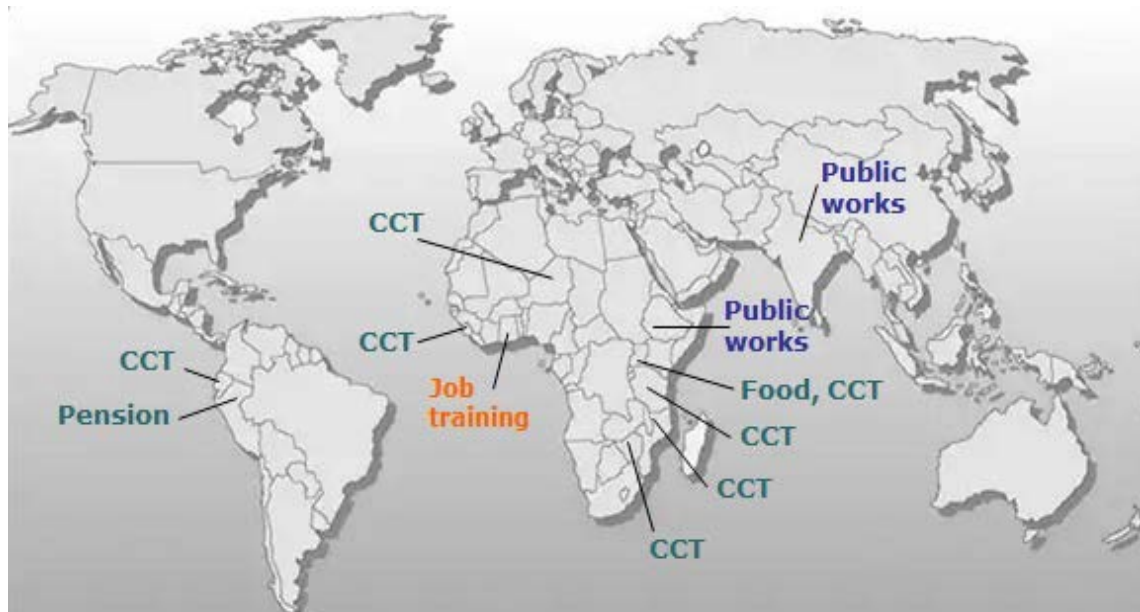 Public
works
CCT
Public
works
CCT
CCT
Job
training
Food, CCT
Pension
CCT
CCT
CCT